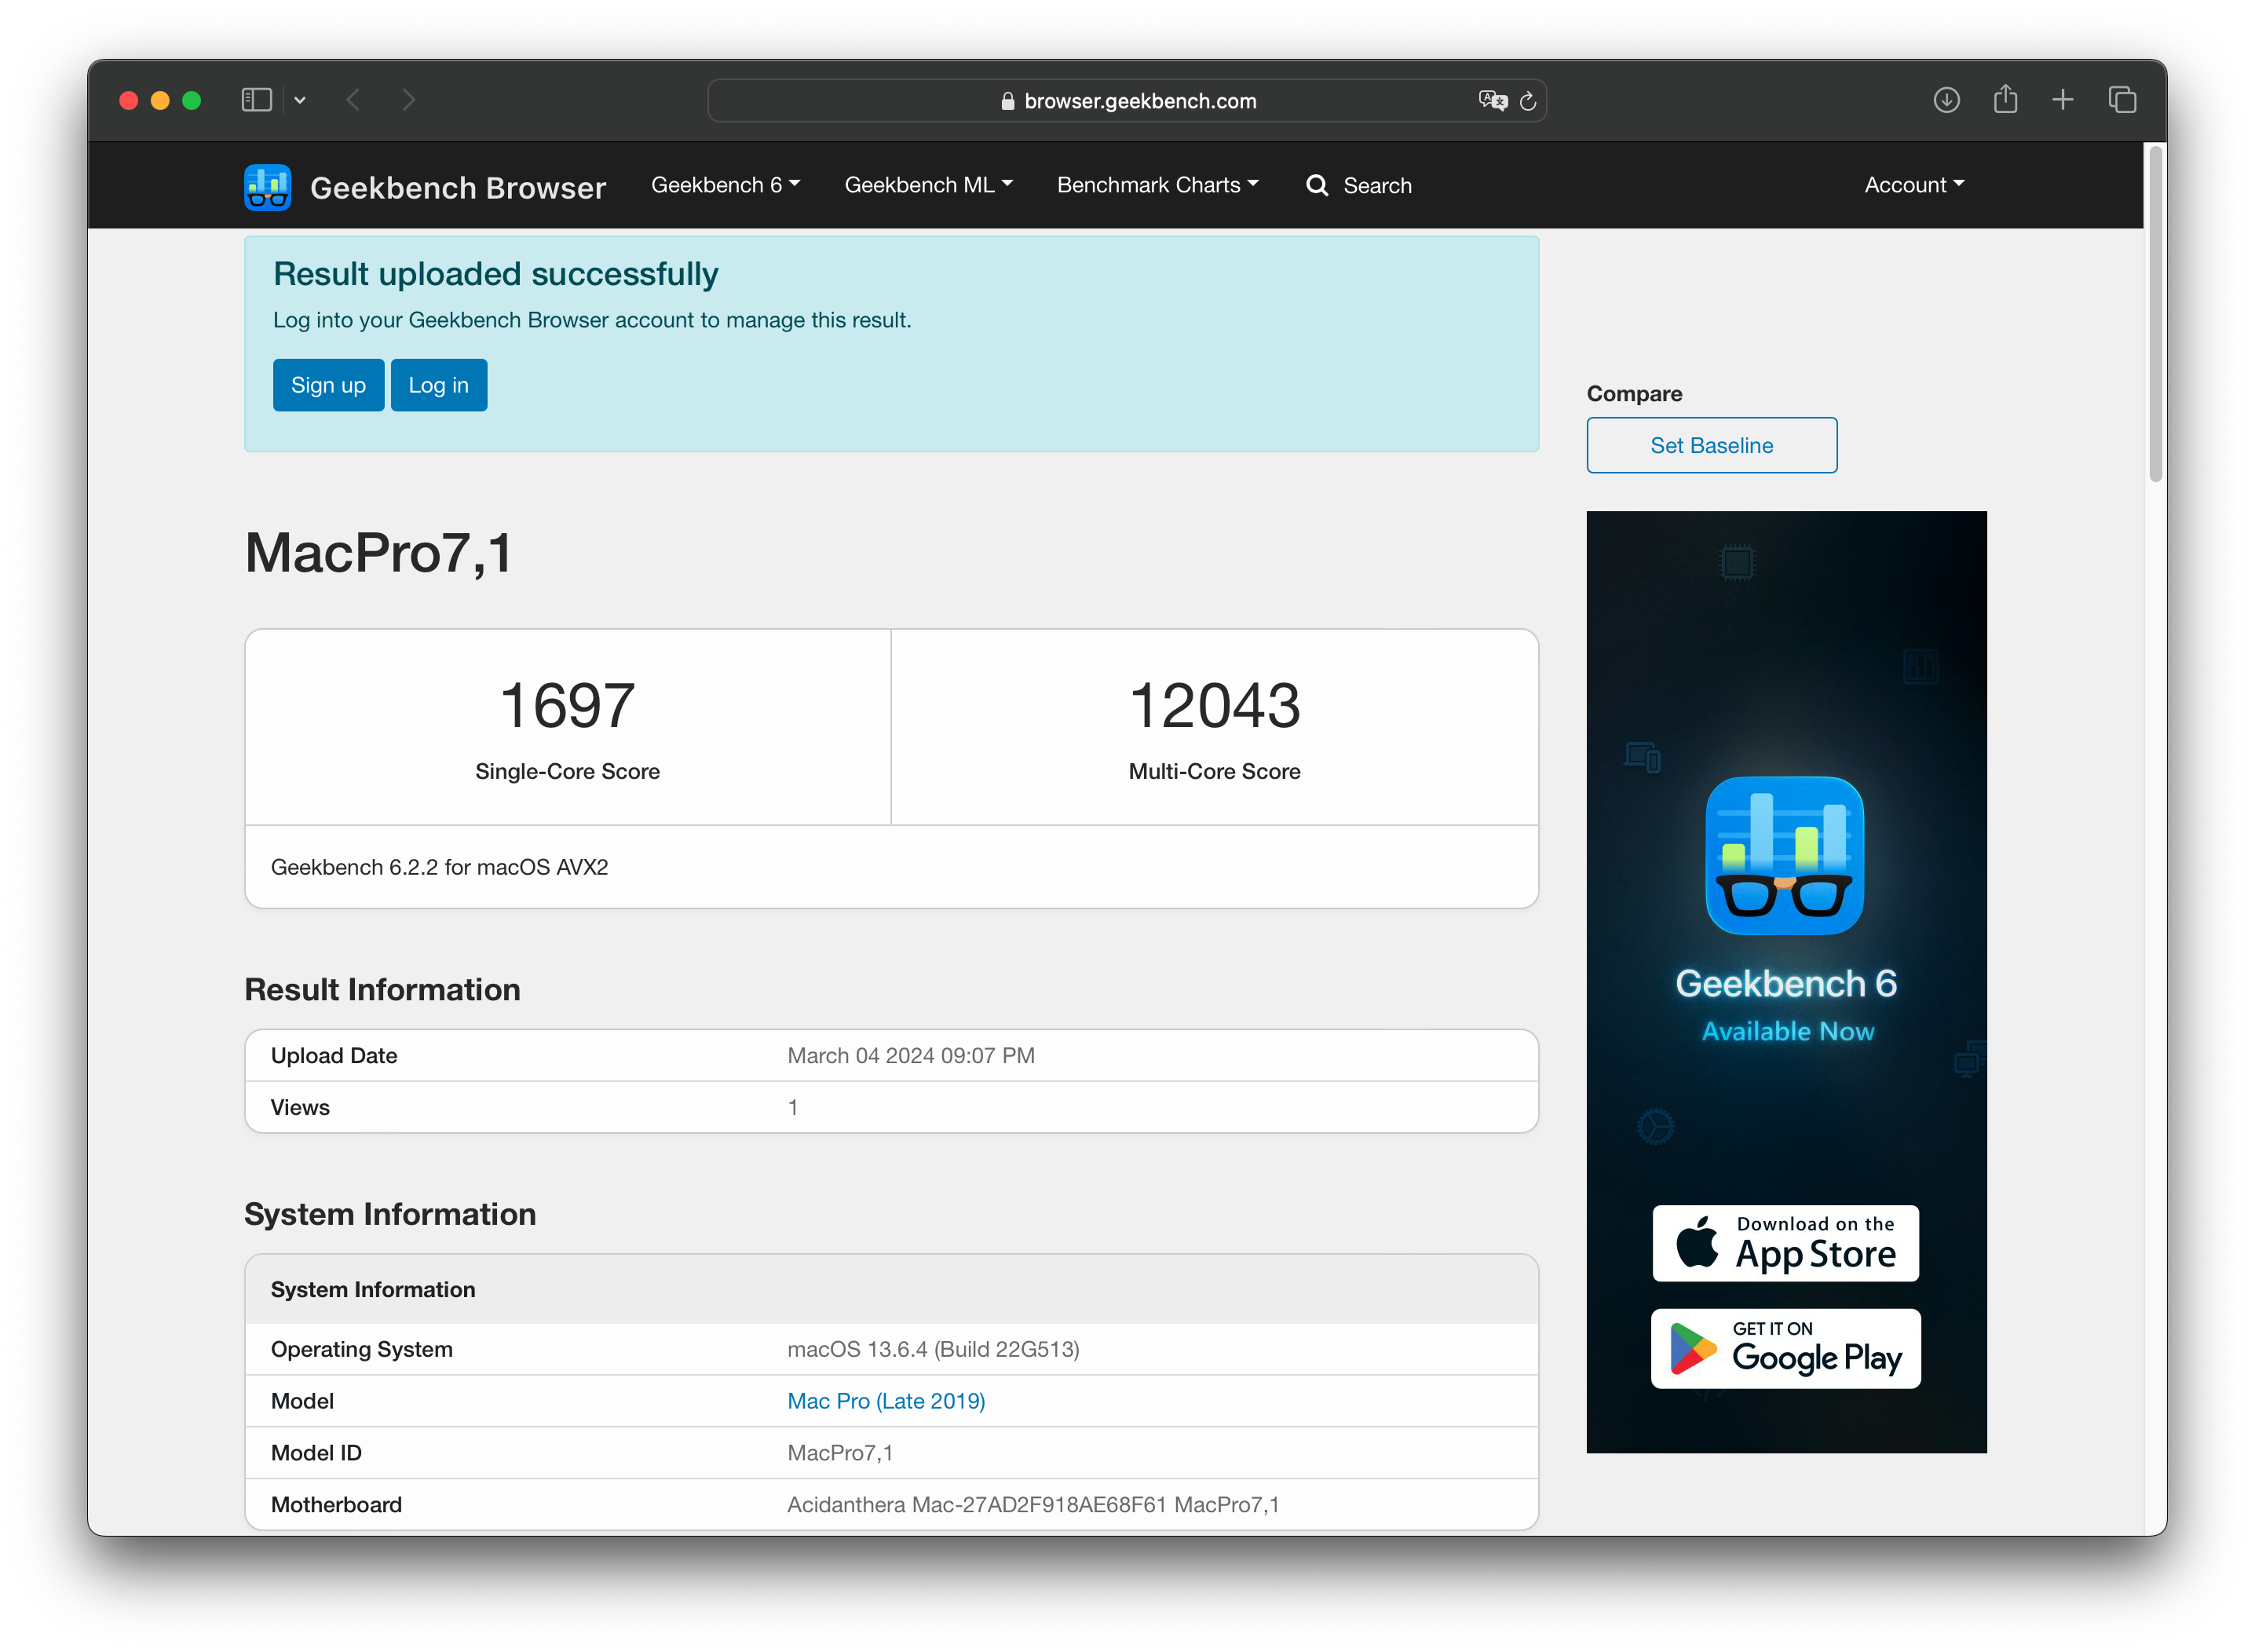 browser.geekbench.com
Geekbench Browser
Geekbench 6
Geekbench ML
Benchmark Charts
Search
Account
Result uploaded successfully
Log into your Geekbench Browser account to manage this result.
Sign up
Log in
Compare
Set Baseline
MacPro7,1
1697
Single-Core Score
12043
Multi-Core Score
Geekbench 6.2.2 for macOS AVX2
Result Information
Upload Date March 04 2024 09:07 PM
Views 1
System Information
System Information
Operating System macOS 13.6.4 (Build 22G513)
Model Mac Pro (Late 2019)
Model ID MacPro7,1
Motherboard Acidanthera Mac-27AD2F918AE68F61 MacPro7,1
Geekbench 6
Available Now
Download on the
App Store
GET IT ON
Google Play